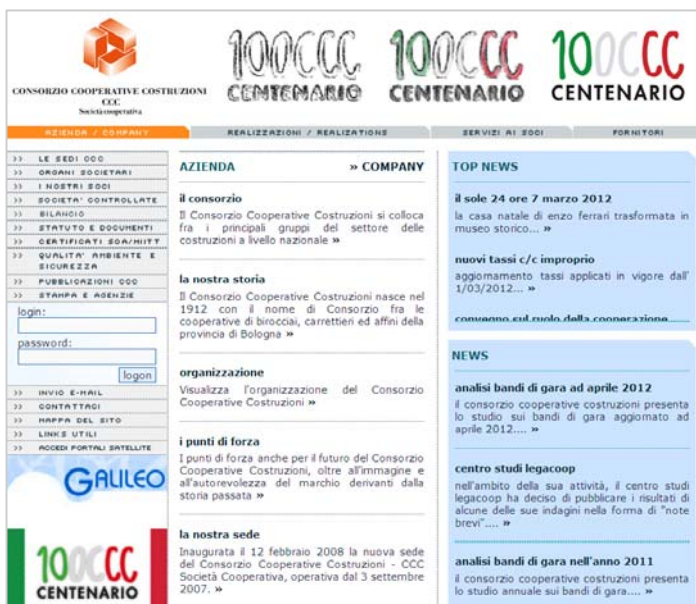 100CCC
CENTENARIO
100CCC
CENTENARIO
100CCC
CENTENARIO
CONSORZIO COOPERATIVE COSTRUZIONI
CCC
Società cooperativa
AZIENDA / COMPANY
REALIZZAZIONI / REALIZATIONS
SERVIZI AI SOCI
FORNITORI
>> LE SEDI CCC
>> ORGANI SOCIETARI
>> I NOSTRI SOCI
>> SOCIETA' CONTROLLATE
>> BILANCIO
>> STATUTO E DOCUMENTI
>> CERTIFICATI SOA/MIITT
>> QUALITA' AMBIENTE E
SICUREZZA
>> PUBBLICAZIONI CCC
>> STAMPA E AGENZIE
login:
password:
logon
>> INVIO E-MAIL
>> CONTATTACI
>> MAPPA DEL SITO
>> LINKS UTILI
>> ACCEDI PORTALI SATELLITE
GALILEO
100CCC
CENTENARIO
AZIENDA » COMPANY
il consorzio
Il Consorzio Cooperative Costruzioni si colloca
fra i principali gruppi del settore delle
costruzioni a livello nazionale »
la nostra storia
Il Consorzio Cooperative Costruzioni nasce nel
1912 con il nome di Consorzio fra le
cooperative di birocciai, carrettieri ed affini della
provincia di Bologna »
organizzazione
Visualizza l'organizzazione del Consorzio
Cooperative Costruzioni »
i punti di forza
I punti di forza anche per il futuro del Consorzio
Cooperative Costruzioni, oltre all'immagine e
all'autorevolezza del marchio derivanti dalla
storia passata »
la nostra sede
Inaugurata il 12 febbraio 2008 la nuova sede
del Consorzio Cooperative Costruzioni - CCC
Società Cooperativa, operativa dal 3 settembre
2007. »
TOP NEWS
il sole 24 ore 7 marzo 2012
la casa natale di enzo ferrari trasformata in
museo storico... »
nuovi tassi c/c improprio
aggiornamento tassi applicati in vigore dall'
1/03/2012... »
convegno sul ruolo della cooperazione
NEWS
analisi bandi di gara ad aprile 2012
il consorzio cooperative costruzioni presenta
lo studio sui bandi di gara aggiornato ad
aprile 2012.... »
centro studi legacoop
nell'ambito della sua attività, il centro studi
legacoop ha deciso di pubblicare i risultati di
alcune delle sue indagini nella forma di "note
brevi".... »
analisi bandi di gara nell'anno 2011
il consorzio cooperative costruzioni presenta
lo studio annuale sui bandi di gara.... »